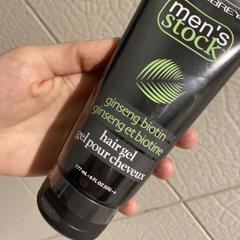 men's
stock
ginseng biotin
ginseng et biotine
hair gel
gel pour cheveux